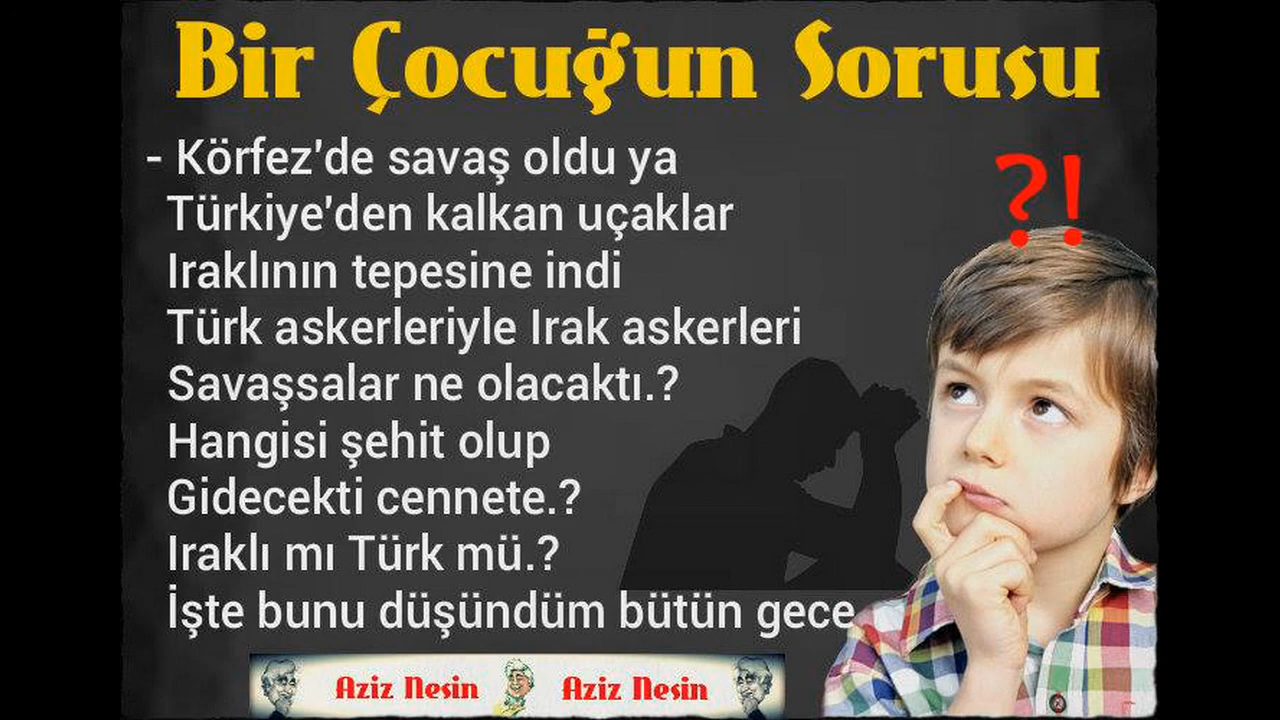 Bir Çocuğun Sorusu
- Körfez'de savaş oldu ya
Türkiye'den kalkan uçaklar
Iraklının tepesine indi
Türk askerleriyle Irak askerleri
Savaşsalar ne olacaktı.?
Hangisi şehit olup
Gidecekti cennete.?
Iraklı mı Türk mü.?
İşte bunu düşündüm bütün gece
?!
Aziz Nesin Aziz Nesin